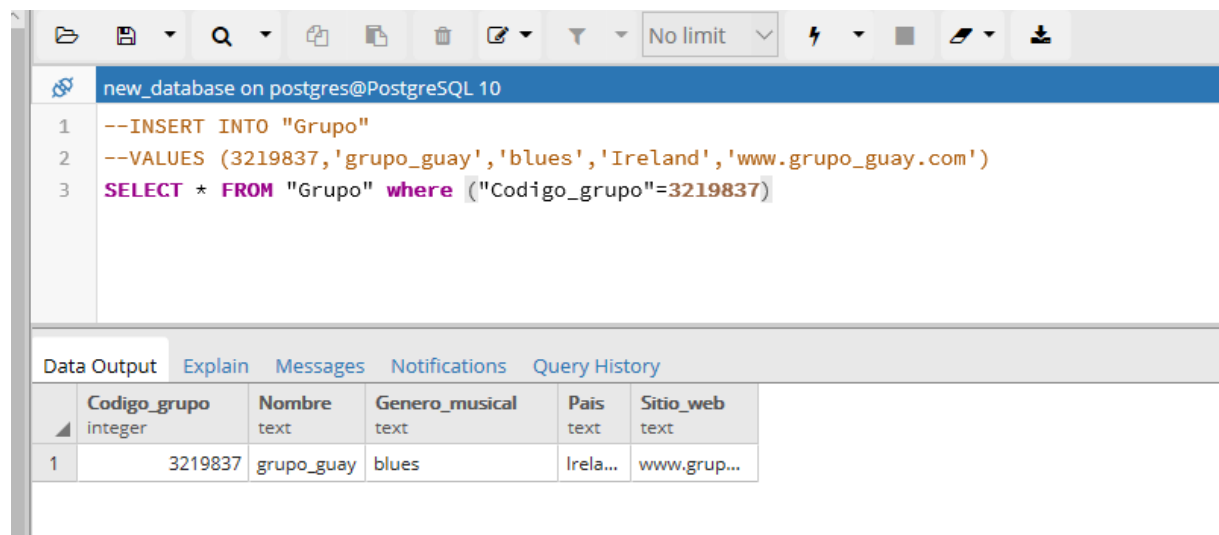 No limit
new_database on postgres@PostgreSQL 10
1 --INSERT INTO "Grupo"
2 --VALUES (3219837,'grupo_guay','blues','Ireland','www.grupo_guay.com')
3 SELECT * FROM "Grupo" where ("Codigo_grupo"=3219837)
Data Output Explain Messages Notifications Query History
Codigo_grupo Nombre Genero_musical Pais Sitio_web
integer text text text text
1 3219837 grupo_guay blues Irela... www.grup...